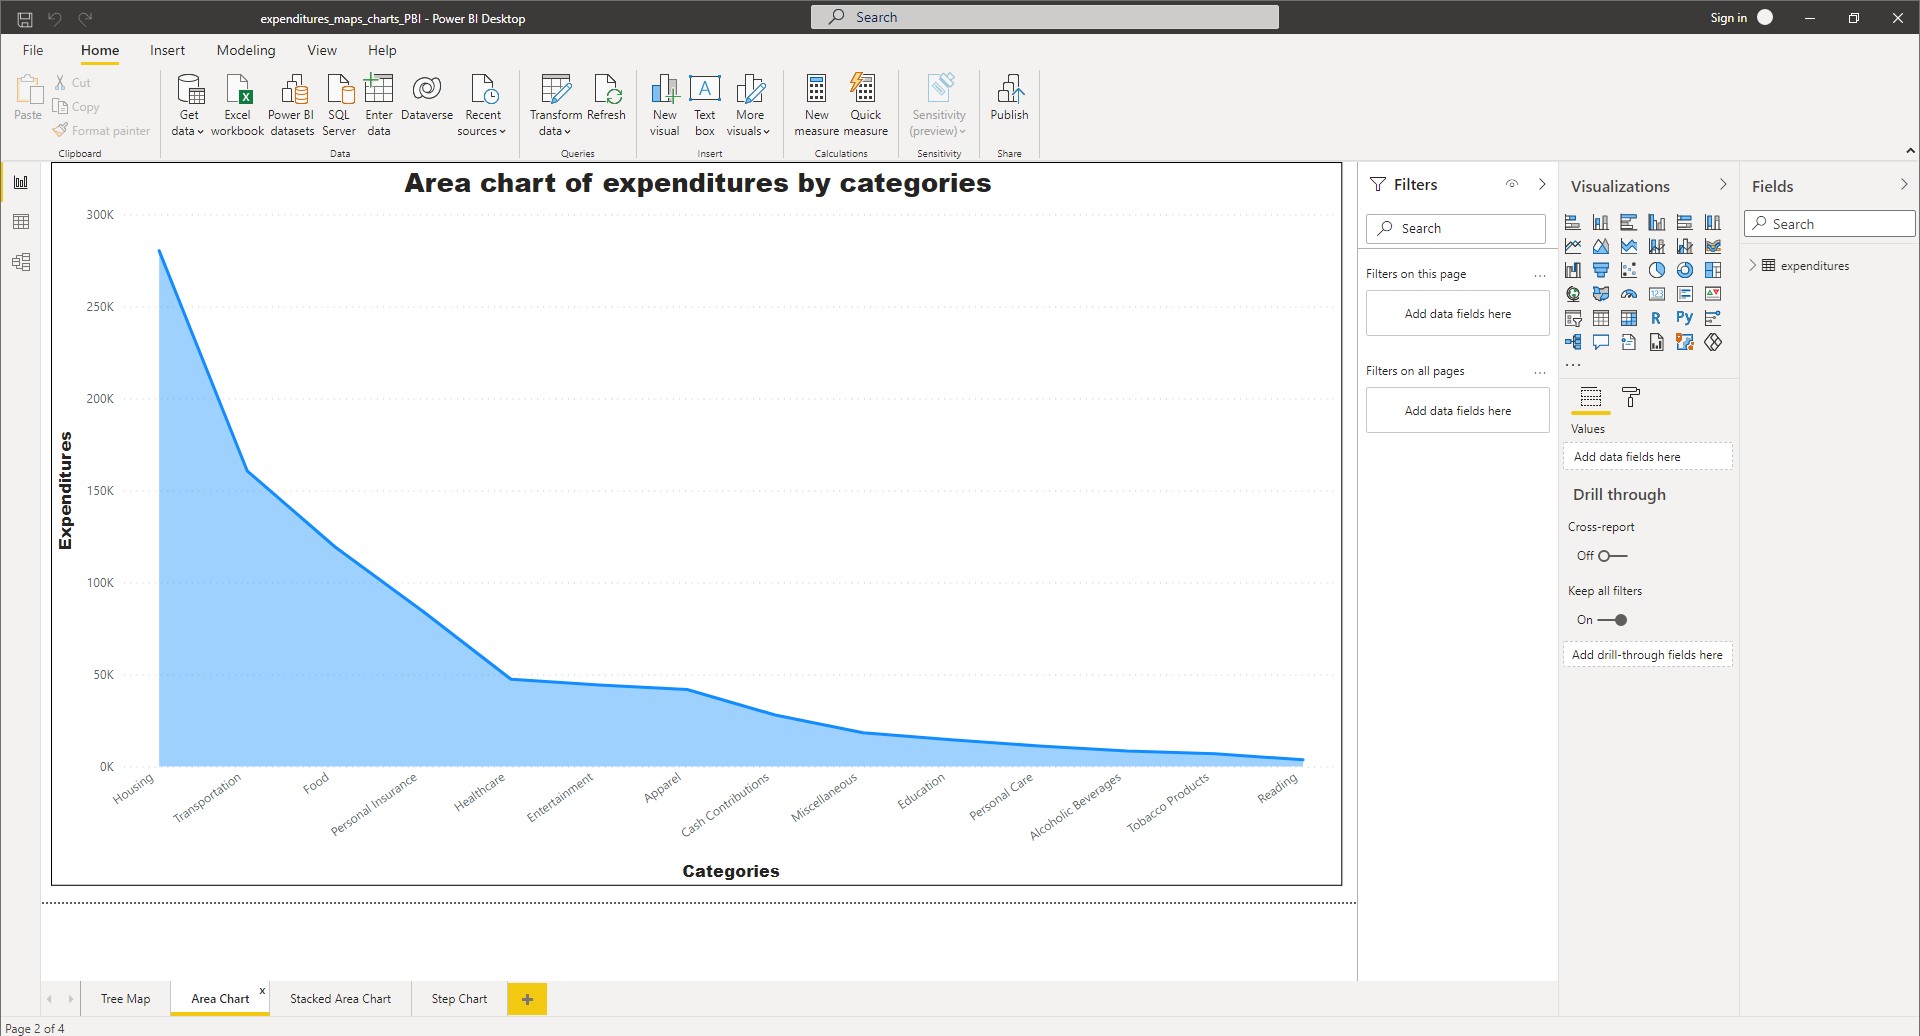 expenditures_maps_charts_PBI - Power BI Desktop
Search
Sign in
File Home Insert Modeling View Help
Paste
Cut
Copy
Format painter
Clipboard
Get data
Excel workbook
Power BI datasets
SQL Server
Enter data
Dataverse
Recent sources
Data
Transform data
Refresh
Queries
New visual
Text box
More visuals
Insert
New measure
Quick measure
Calculations
Sensitivity (preview)
Sensitivity
Publish
Share
Area chart of expenditures by categories
300K
250K
200K
150K
100K
50K
0K
Expenditures
Housing
Transportation
Food
Personal Insurance
Healthcare
Entertainment
Apparel
Cash Contributions
Miscellaneous
Education
Personal Care
Alcoholic Beverages
Tobacco Products
Reading
Categories
Filters
Search
Filters on this page ...
Add data fields here
Filters on all pages ...
Add data fields here
Visualizations
123
R
Py
...
Values
Add data fields here
Drill through
Cross-report
Off
Keep all filters
On
Add drill-through fields here
Fields
Search
expenditures
Tree Map
Area Chart x
Stacked Area Chart
Step Chart
+
Page 2 of 4